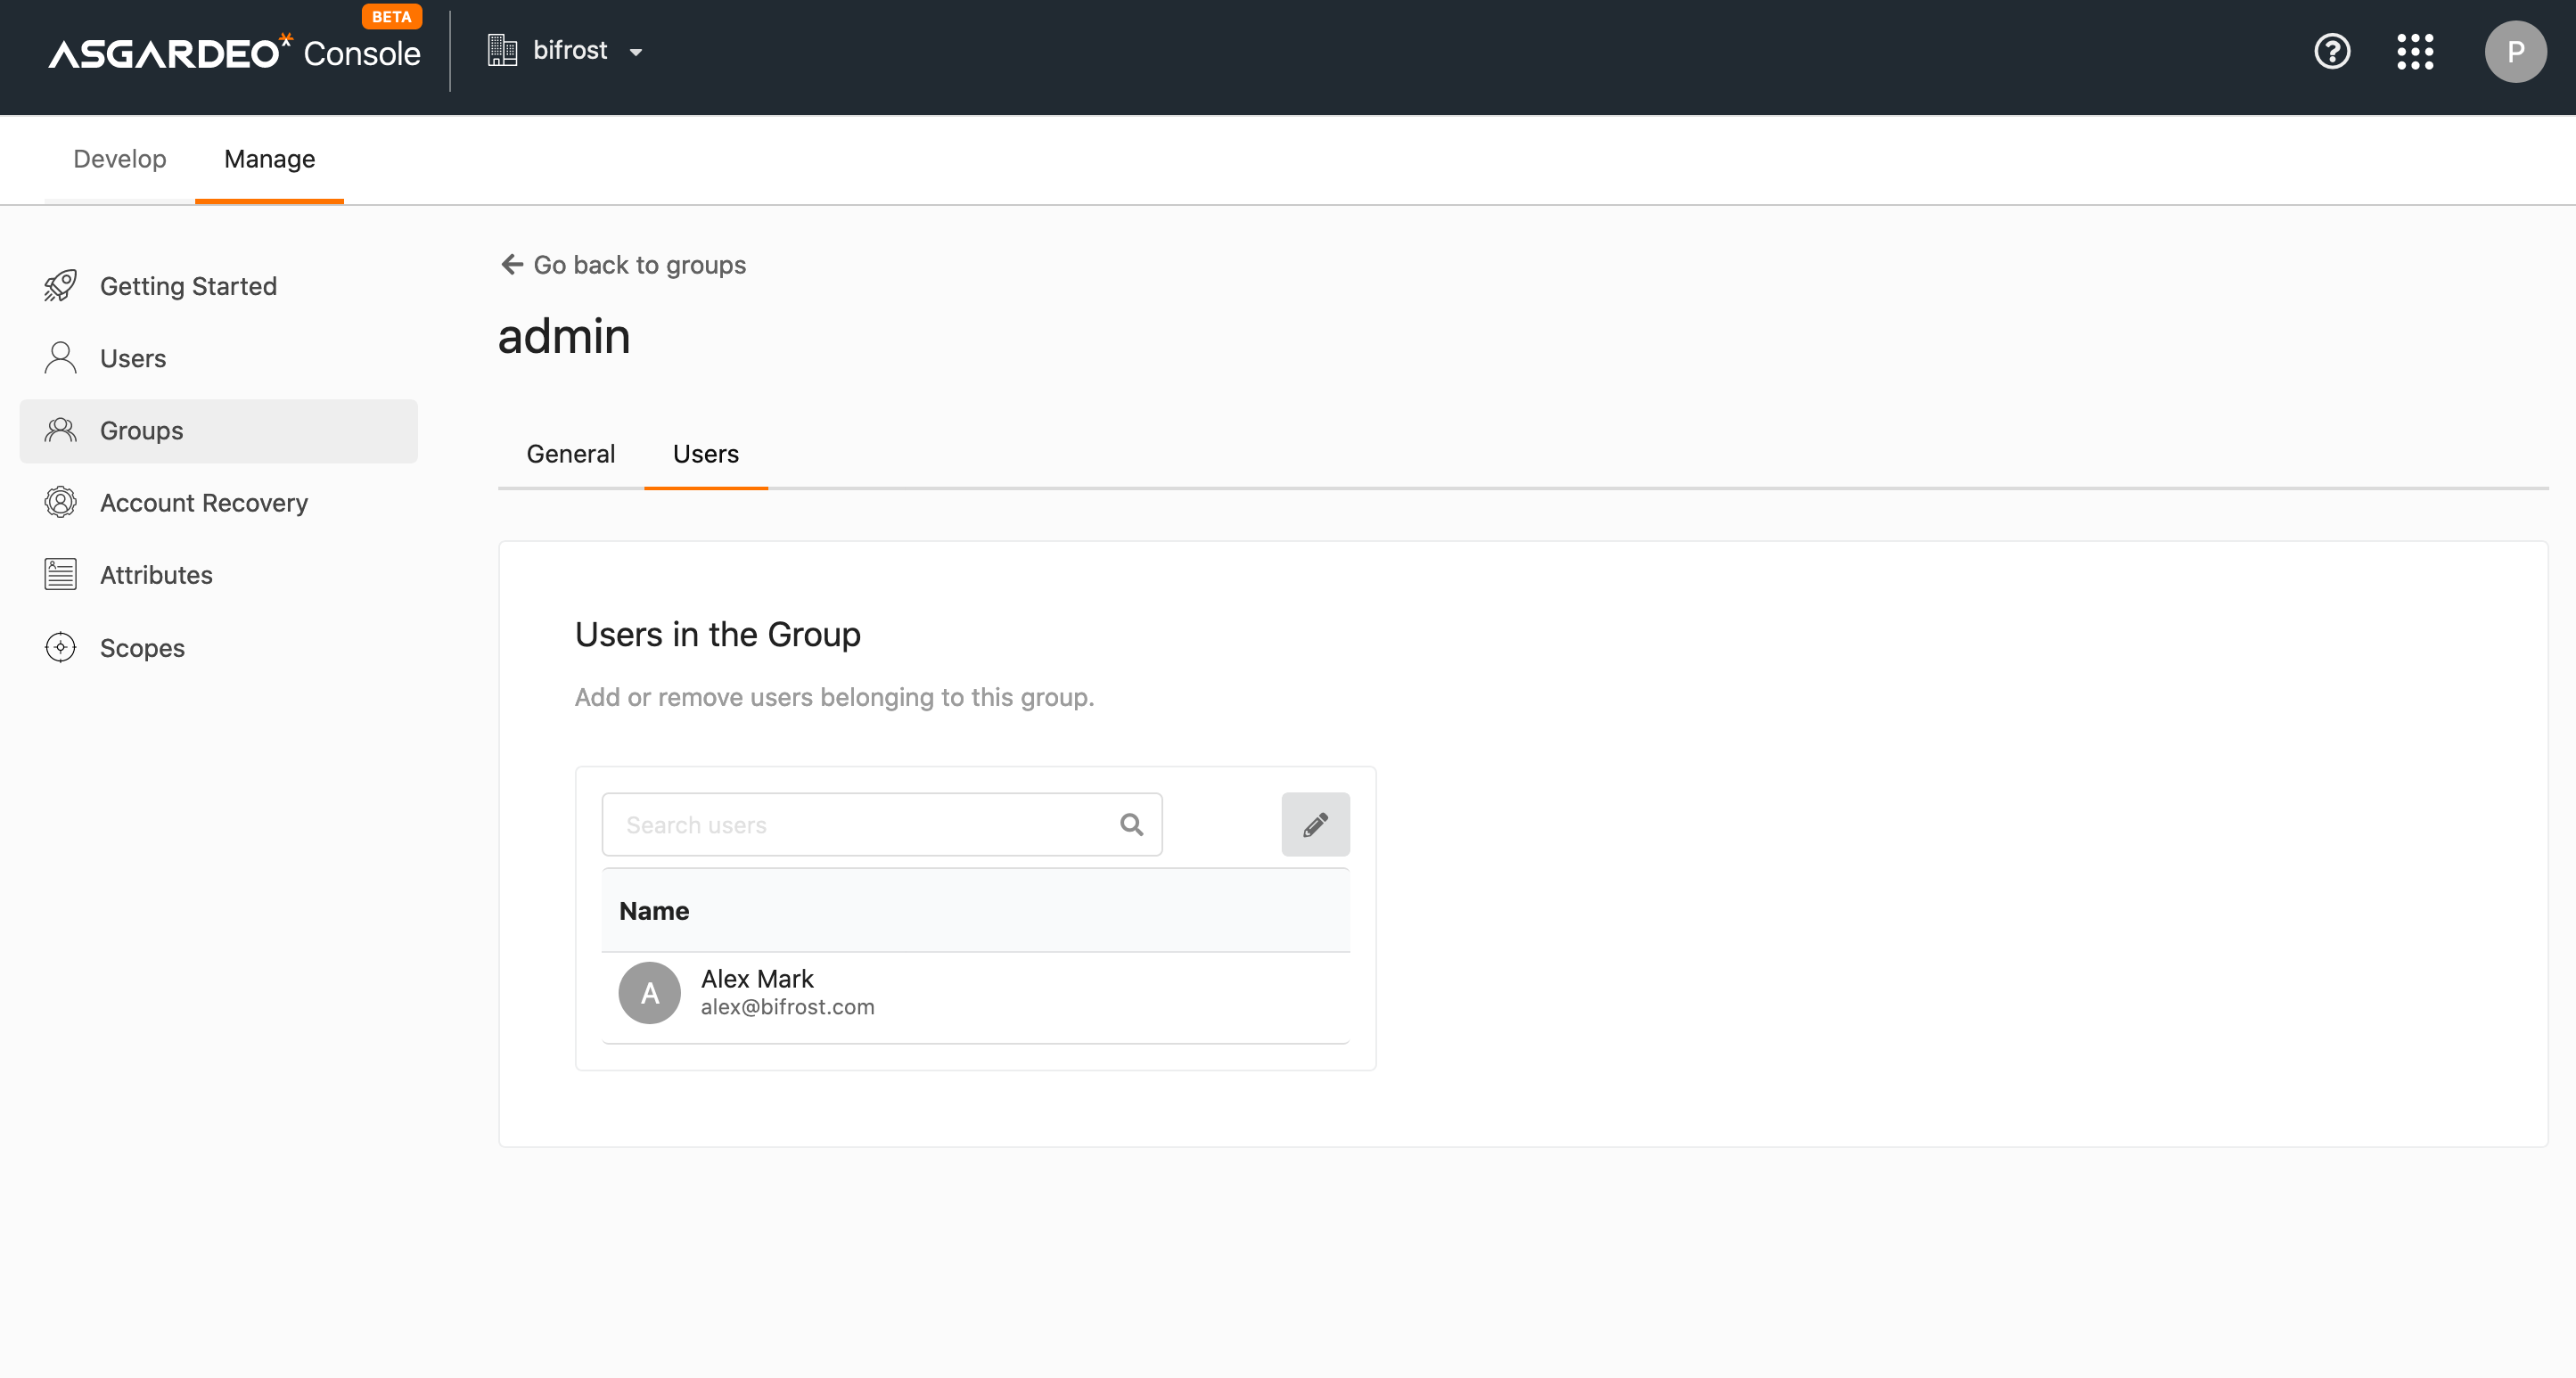 BETA
ASGARDEO Console
bifrost
P
Develop
Manage
Getting Started
Users
Groups
Account Recovery
Attributes
Scopes
Go back to groups
admin
General
Users
Users in the Group
Add or remove users belonging to this group.
Search users
Name
A
Alex Mark
alex@bifrost.com